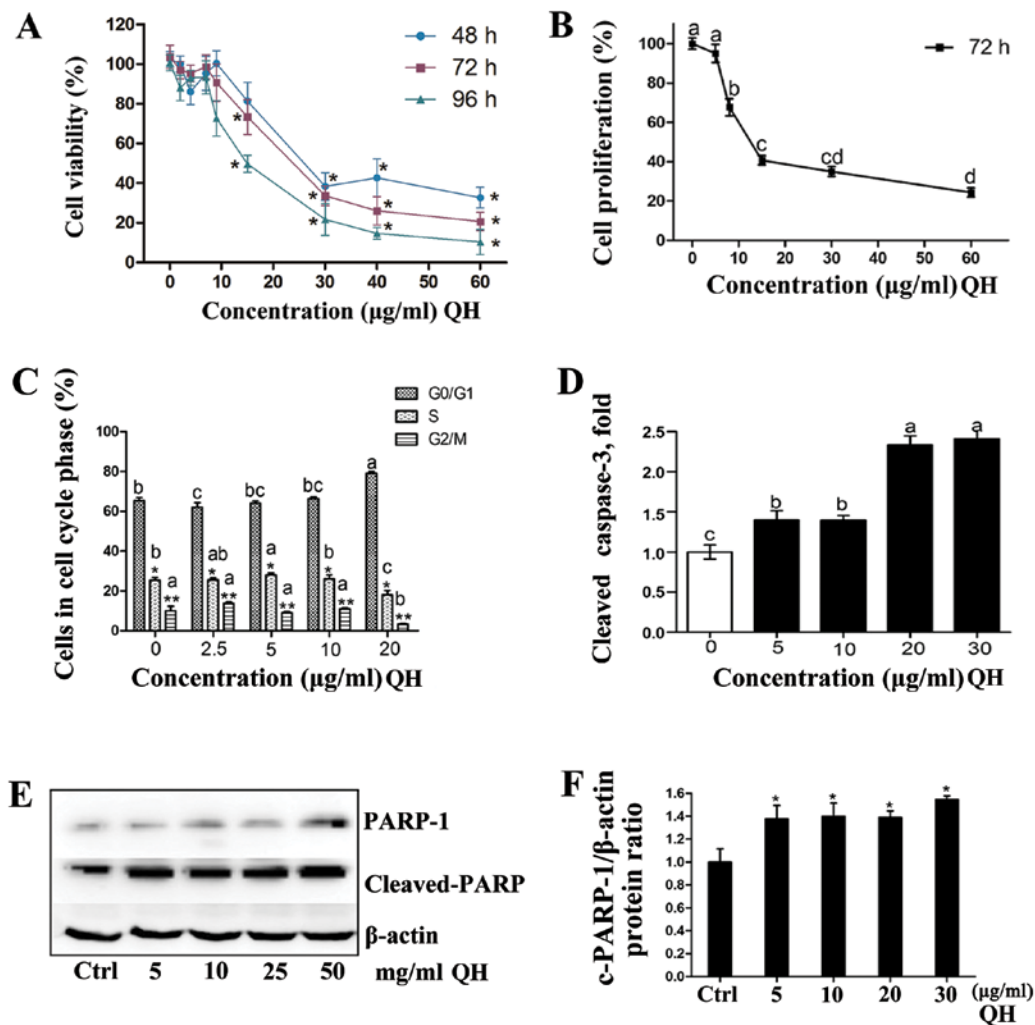 A
Cell viability (%)
120
100
80
60
40
20
0
48 h
72 h
96 h
*
*
*
*
*
*
*
*
*
*
*
*
0 10 20 30 40 50 60
Concentration (μg/ml) QH
B
Cell proliferation (%)
100
80
60
40
20
0
72 h
a a
b
c
cd
d
0 10 20 30 40 50 60
Concentration (μg/ml) QH
C
Cells in cell cycle phase (%)
G0/G1
S
G2/M
100
80
60
40
20
0
b c bc bc a
b a ab a a a b a c b
* ** * ** * ** * ** * **
0 2.5 5 10 20
Concentration (μg/ml) QH
D
Cleaved caspase-3, fold
2.5
2.0
1.5
1.0
0.5
0.0
c b b a a
0 5 10 20 30
Concentration (μg/ml) QH
E
PARP-1
Cleaved-PARP
β-actin
Ctrl 5 10 25 50 mg/ml QH
F
c-PARP-1/β-actin
protein ratio
1.6
1.4
1.2
1.0
0.8
0.6
0.4
0.2
0.0
* * * *
Ctrl 5 10 20 30 (μg/ml)
QH